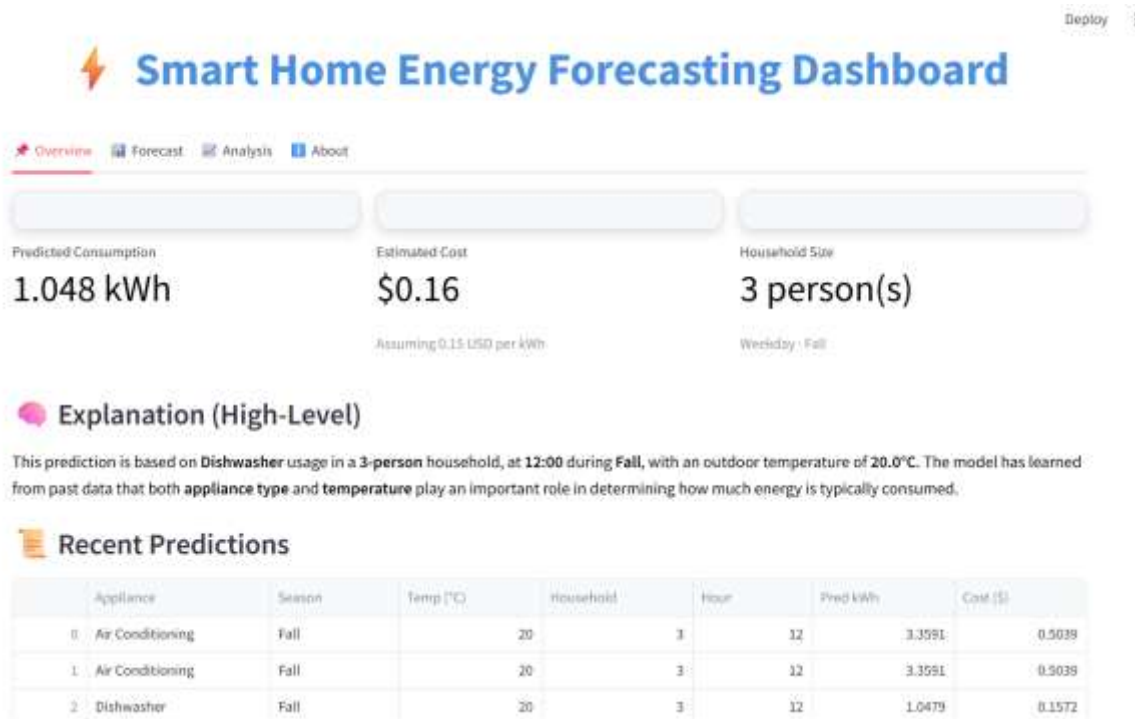 Deploy
Smart Home Energy Forecasting Dashboard
Overview Forecast Analysis About
Predicted Consumption Estimated Cost Household Size
1.048 kWh $0.16 3 person(s)
Assuming 0.15 USD per kWh Weekday · Fall
Explanation (High-Level)
This prediction is based on Dishwasher usage in a 3-person household, at 12:00 during Fall, with an outdoor temperature of 20.0°C. The model has learned
from past data that both appliance type and temperature play an important role in determining how much energy is typically consumed.
Recent Predictions
Appliance Season Temp (°C) Household Hour Pred kWh Cost ($)
0 Air Conditioning Fall 20 3 12 3.3591 0.5039
1 Air Conditioning Fall 20 3 12 3.3591 0.5039
2 Dishwasher Fall 20 3 12 1.0479 0.1572